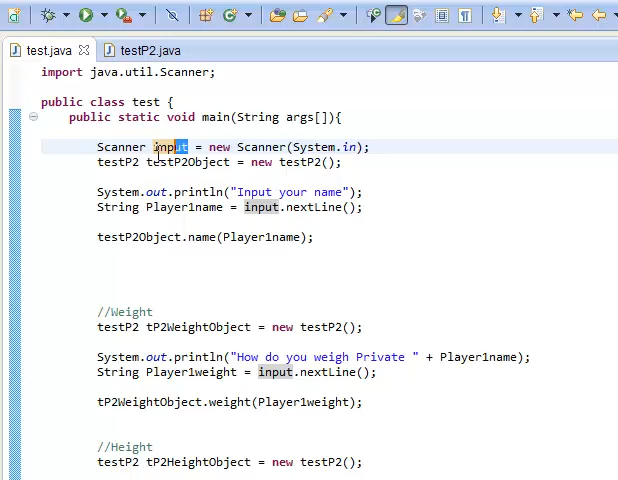 test.java testP2.java
import java.util.Scanner;
public class test {
public static void main(String args[]){
Scanner input = new Scanner(System.in);
testP2 testP2Object = new testP2();
System.out.println("Input your name");
String Player1name = input.nextLine();
testP2Object.name(Player1name);
//Weight
testP2 tP2WeightObject = new testP2();
System.out.println("How do you weigh Private " + Player1name);
String Player1weight = input.nextLine();
tP2WeightObject.weight(Player1weight);
//Height
testP2 tP2HeightObject = new testP2();